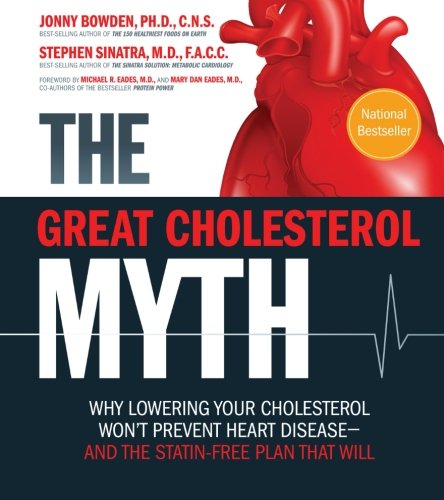 JONNY BOWDEN, PH.D., C.N.S.
BEST-SELLING AUTHOR OF THE 150 HEALTHIEST FOODS ON EARTH
STEPHEN SINATRA, M.D., F.A.C.C.
BEST-SELLING AUTHOR OF THE SINATRA SOLUTION: METABOLIC CARDIOLOGY
FOREWORD BY MICHAEL R. EADES, M.D., AND MARY DAN EADES, M.D.,
CO-AUTHORS OF THE BESTSELLER PROTEIN POWER
National
Bestseller
THE
GREAT CHOLESTEROL
MYTH
WHY LOWERING YOUR CHOLESTEROL
WON'T PREVENT HEART DISEASE—
AND THE STATIN-FREE PLAN THAT WILL